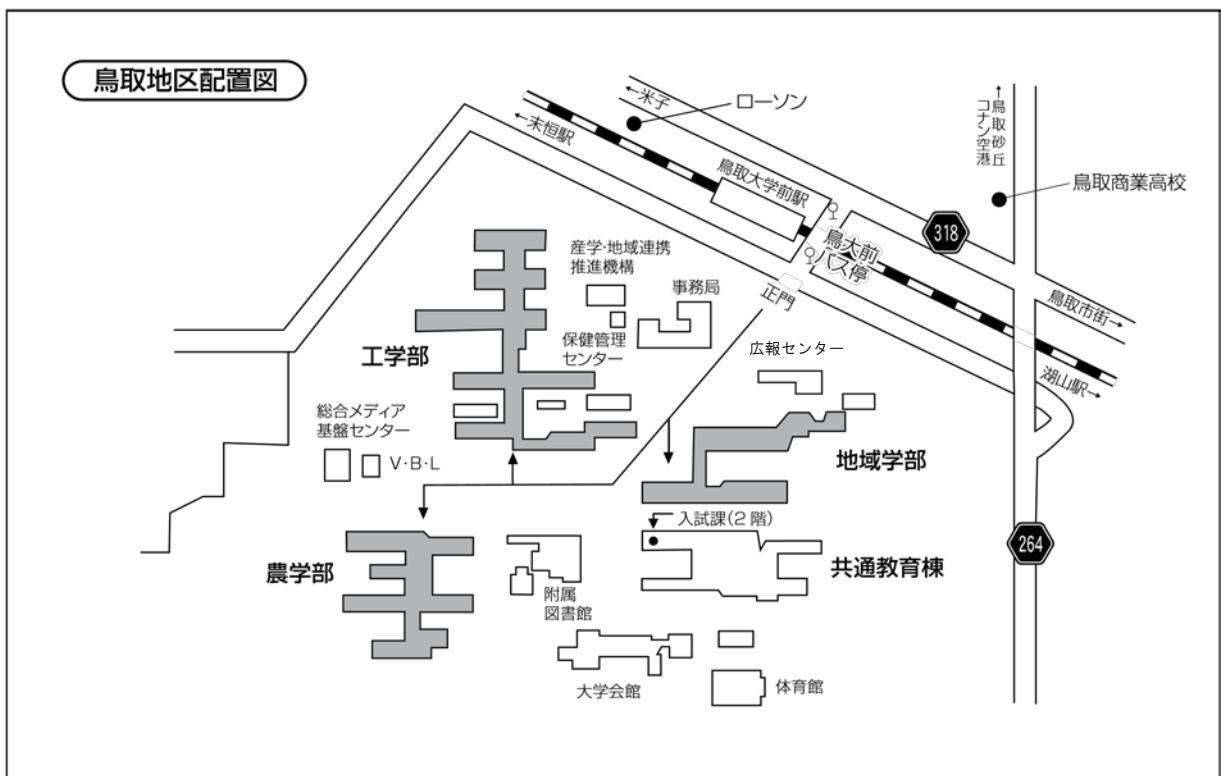 鳥取地区配置図
←米子
ローソン
←末恒駅
↑鳥取砂丘
コナン空港
鳥取大学前駅
鳥取商業高校
318
鳥大前
バス停
産学・地域連携
推進機構
事務局
正門
鳥取市街→
保健管理
センター
広報センター
工学部
湖山駅→
総合メディア
基盤センター
V・B・L
地域学部
入試課(2階)
264
農学部
共通教育棟
附属
図書館
大学会館
体育館